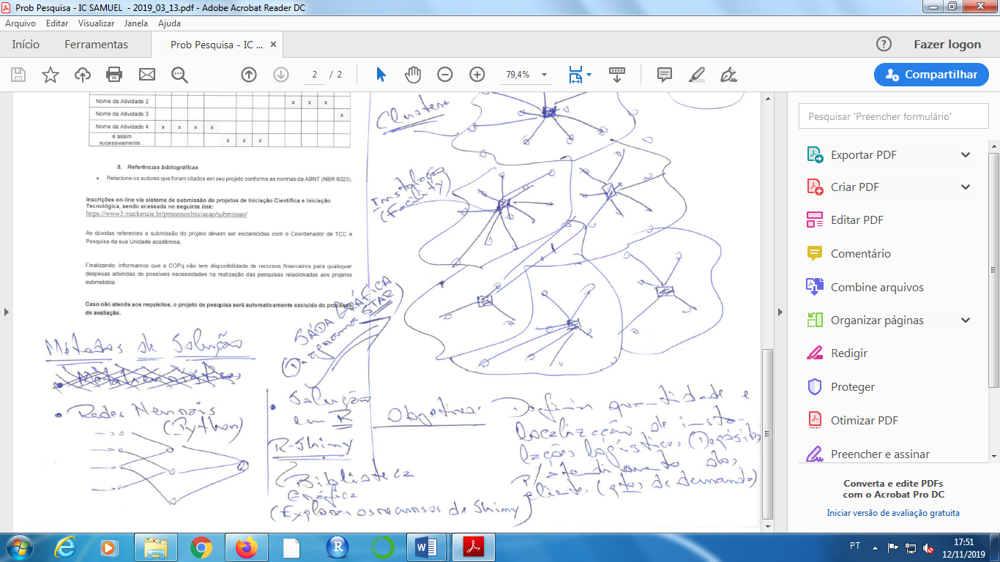 Prob Pesquisa - IC SAMUEL - 2019_03_13.pdf - Adobe Acrobat Reader DC
Arquivo Editar Visualizar Janela Ajuda
Início Ferramentas Prob Pesquisa - IC ... × Fazer logon
2 / 2 79,4% Compartilhar
Nome da Atividade 2 x x x
Nome da Atividade 3 x
Nome da Atividade 4 x x x x
e assim
sucessivamente... x x x
5. Referências bibliográficas
• Relacione os autores que foram citados em seu projeto conforme as normas da ABNT (NBR 6023).
Inscrições on-line via sistema de submissão de projetos de Iniciação Científica e Iniciação
Tecnológica, sendo acessada no seguinte link:
https://www3.mackenzie.br/processosIniciacao/submissao/
As dúvidas referentes a submissão do projeto devem ser esclarecidas com o Coordenador de TCC e
Pesquisa da sua Unidade acadêmica.
Finalizando, informamos que a COPq não tem disponibilidade de recursos financeiros para quaisquer
despesas advindas de possíveis necessidades na realização das pesquisas relacionadas aos projetos
submetidos.
Caso não atenda aos requisitos, o projeto de pesquisa será automaticamente excluído do processo
de avaliação.
Clusters
Instalação
(Facility)
SAÍDA GRÁFICA
STAR
Métodos de Solução
• Redes Neurais
(Python)
• Solução
em R
R-Shiny
(Biblioteca
Gráfica
(Explorar os recursos do Shiny)
Objetivo: Definir quantidade e
localização de insta-
lações logísticas (Depósitos)
P/ atendimento dos
clientes (qtos de demanda)
Pesquisar 'Preencher formulário'
Exportar PDF
Criar PDF
Editar PDF
Comentário
Combine arquivos
Organizar páginas
Redigir
Proteger
Otimizar PDF
Preencher e assinar
Converta e edite PDFs
com o Acrobat Pro DC
Iniciar versão de avaliação gratuita
PT 17:51
12/11/2019